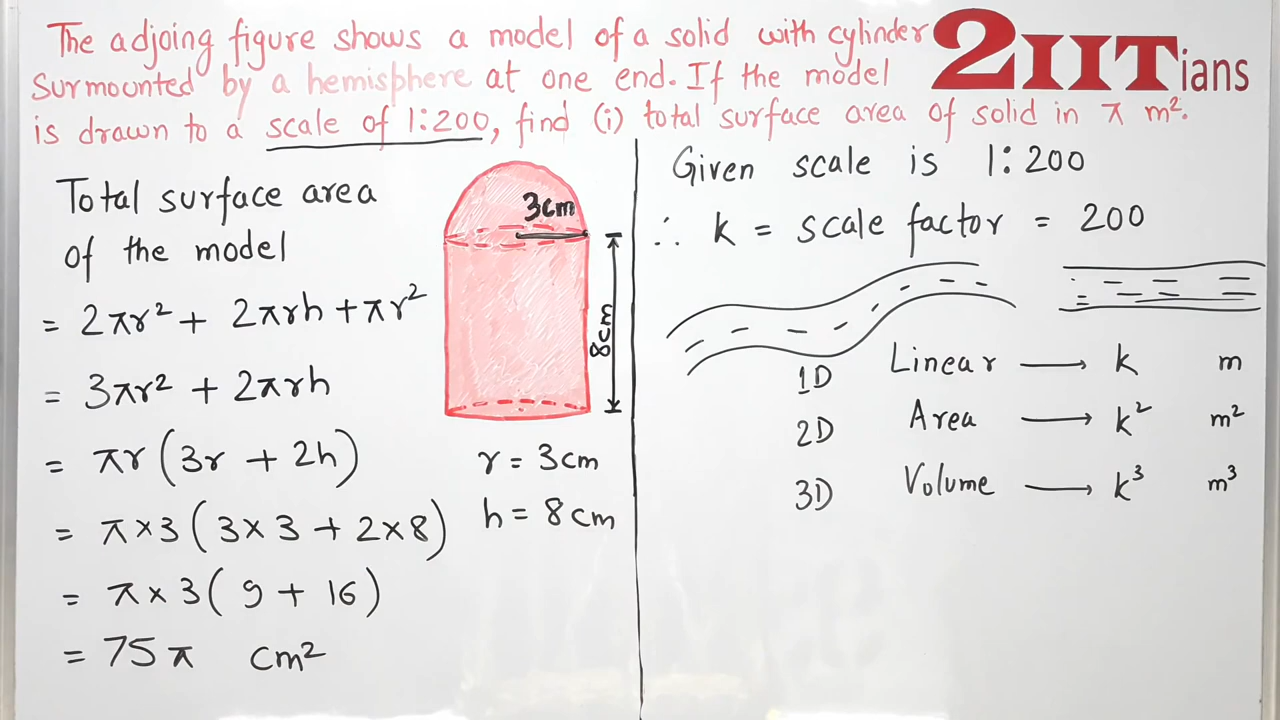 The adjoing figure shows a model of a solid with cylinder
surmounted by a hemisphere at one end. If the model
is drawn to a scale of 1:200, find (i) total surface area of solid in π m².
2IITians
Total surface area
of the model
= 2πr² + 2πrh + πr²
= 3πr² + 2πrh
= πr (3r + 2h)
= π×3 (3×3 + 2×8)
= π×3 (9 + 16)
= 75π cm²
3cm
8cm
r = 3cm
h = 8cm
Given scale is 1:200
∴ k = scale factor = 200
1D Linear → k m
2D Area → k² m²
3D Volume → k³ m³